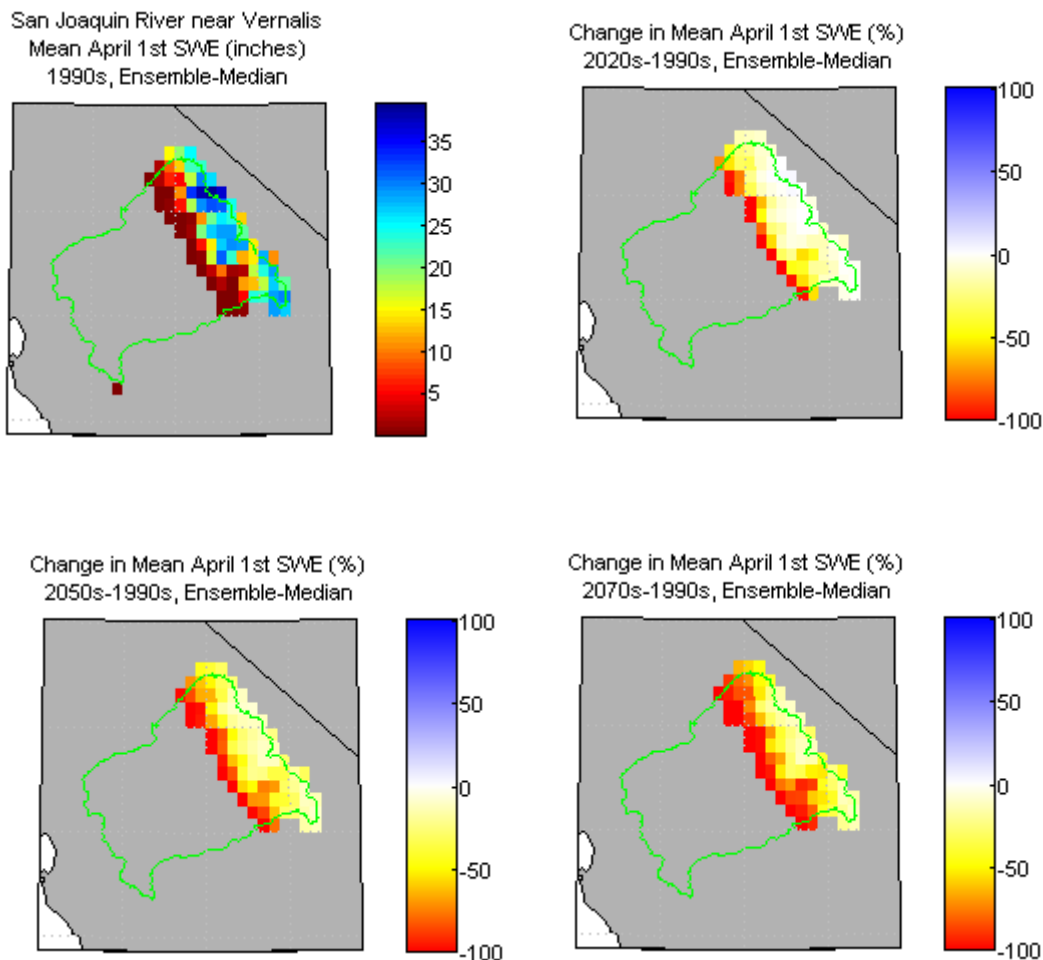 San Joaquin River near Vernalis
Mean April 1st SWE (inches)
1990s, Ensemble-Median
35
30
25
20
15
10
5
Change in Mean April 1st SWE (%)
2020s-1990s, Ensemble-Median
100
50
0
-50
-100
Change in Mean April 1st SWE (%)
2050s-1990s, Ensemble-Median
100
50
0
-50
-100
Change in Mean April 1st SWE (%)
2070s-1990s, Ensemble-Median
100
50
0
-50
-100